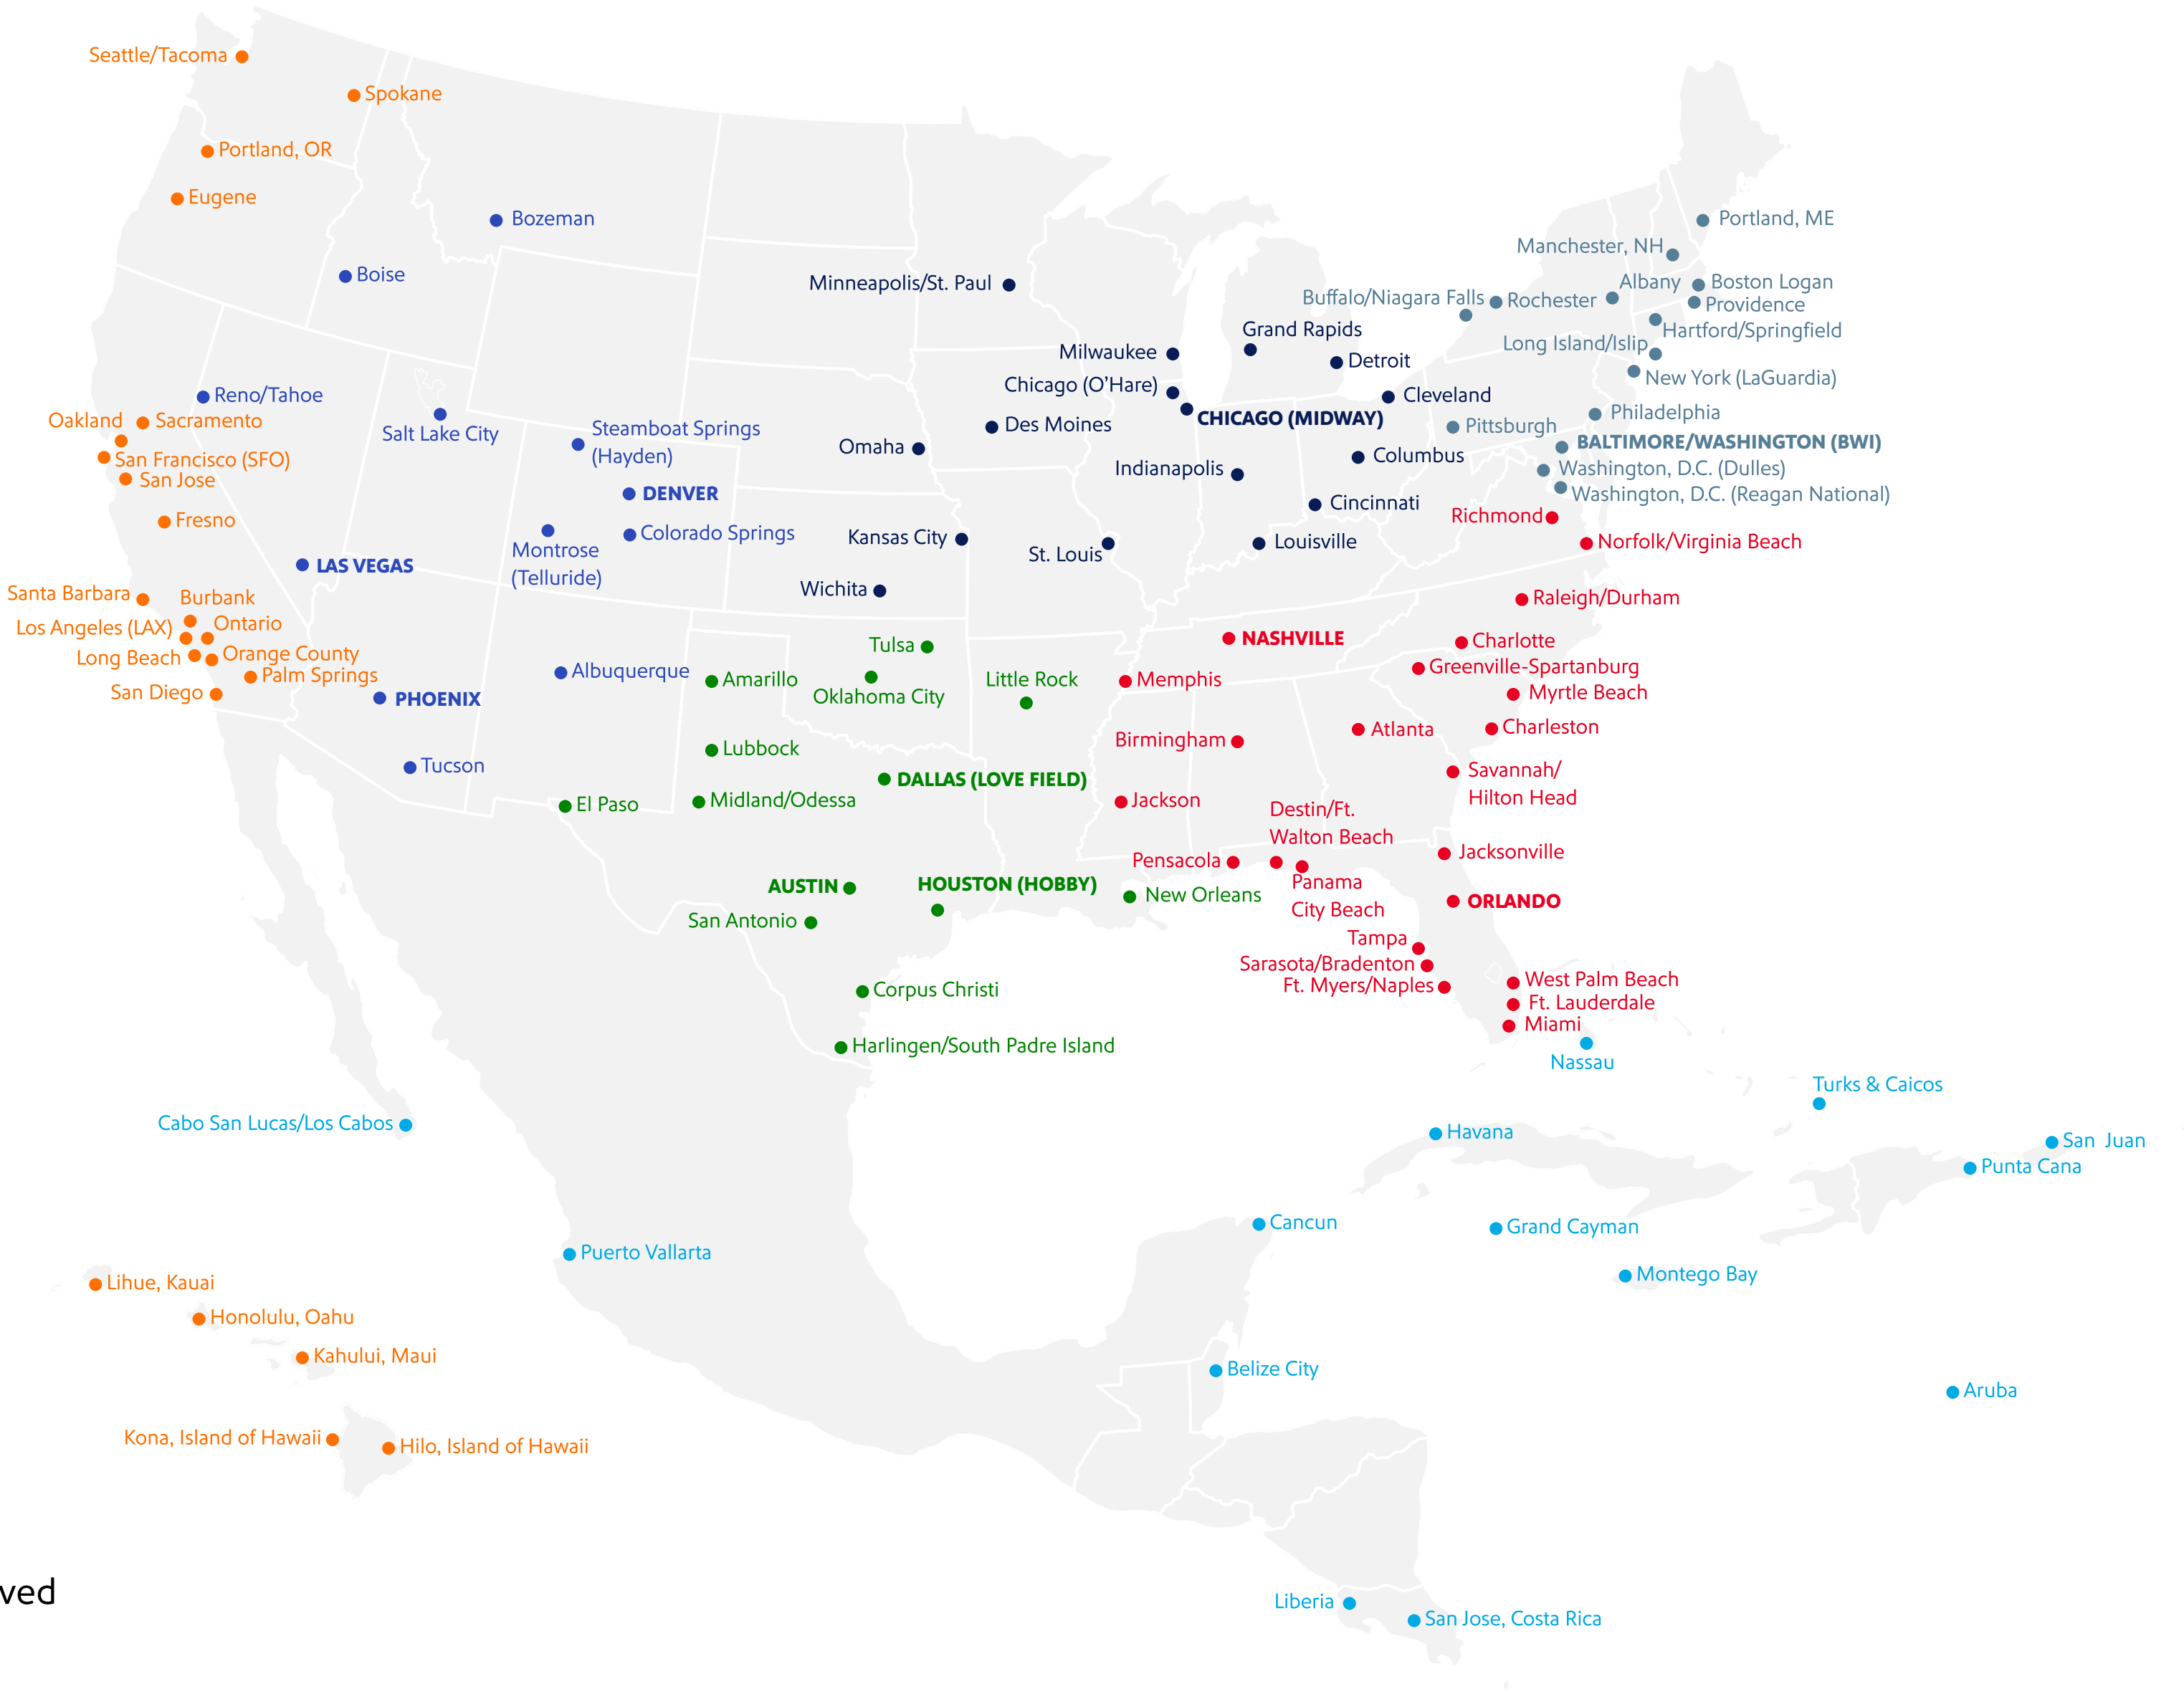 Seattle/Tacoma
Spokane
Portland, OR
Eugene
Bozeman
Boise
Reno/Tahoe
Oakland
Sacramento
San Francisco (SFO)
San Jose
Fresno
Salt Lake City
Steamboat Springs
(Hayden)
DENVER
Colorado Springs
Montrose
(Telluride)
LAS VEGAS
Santa Barbara
Burbank
Los Angeles (LAX)
Ontario
Long Beach
Orange County
Palm Springs
San Diego
PHOENIX
Tucson
Albuquerque
Minneapolis/St. Paul
Milwaukee
Grand Rapids
Detroit
Chicago (O’Hare)
CHICAGO (MIDWAY)
Cleveland
Des Moines
Omaha
Indianapolis
Columbus
Cincinnati
Kansas City
St. Louis
Louisville
Wichita
Portland, ME
Manchester, NH
Albany
Boston Logan
Buffalo/Niagara Falls
Rochester
Providence
Hartford/Springfield
Long Island/Islip
New York (LaGuardia)
Philadelphia
Pittsburgh
BALTIMORE/WASHINGTON (BWI)
Washington, D.C. (Dulles)
Washington, D.C. (Reagan National)
Richmond
Norfolk/Virginia Beach
Raleigh/Durham
NASHVILLE
Charlotte
Greenville-Spartanburg
Memphis
Myrtle Beach
Charleston
Atlanta
Birmingham
Savannah/
Hilton Head
Jackson
Destin/Ft.
Walton Beach
Pensacola
Panama
City Beach
Jacksonville
ORLANDO
Tampa
Sarasota/Bradenton
Ft. Myers/Naples
West Palm Beach
Ft. Lauderdale
Miami
Tulsa
Amarillo
Oklahoma City
Little Rock
Lubbock
DALLAS (LOVE FIELD)
El Paso
Midland/Odessa
AUSTIN
HOUSTON (HOBBY)
New Orleans
San Antonio
Corpus Christi
Harlingen/South Padre Island
Nassau
Turks & Caicos
Cabo San Lucas/Los Cabos
Havana
San Juan
Punta Cana
Cancun
Grand Cayman
Puerto Vallarta
Montego Bay
Lihue, Kauai
Honolulu, Oahu
Kahului, Maui
Kona, Island of Hawaii
Hilo, Island of Hawaii
Belize City
Aruba
Liberia
San Jose, Costa Rica
ved